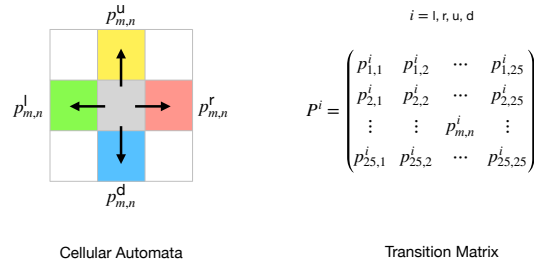 p^u_{m,n}
p^l_{m,n}
p^r_{m,n}
p^d_{m,n}
Cellular Automata
i = l, r, u, d
P^i =
p^i_{1,1} p^i_{1,2} ⋯ p^i_{1,25}
p^i_{2,1} p^i_{2,2} ⋯ p^i_{2,25}
⋮ ⋮ p^i_{m,n} ⋮
p^i_{25,1} p^i_{25,2} ⋯ p^i_{25,25}
Transition Matrix